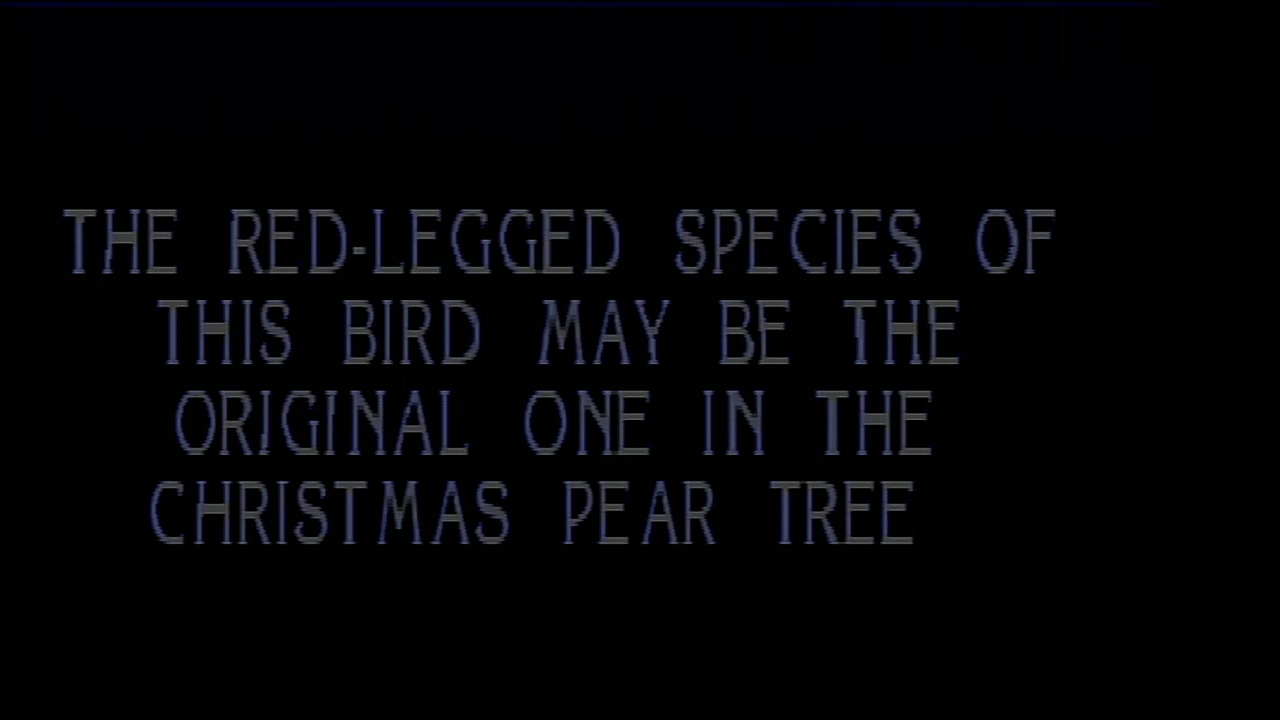 THE RED-LEGGED SPECIES OF
THIS BIRD MAY BE THE
ORIGINAL ONE IN THE
CHRISTMAS PEAR TREE